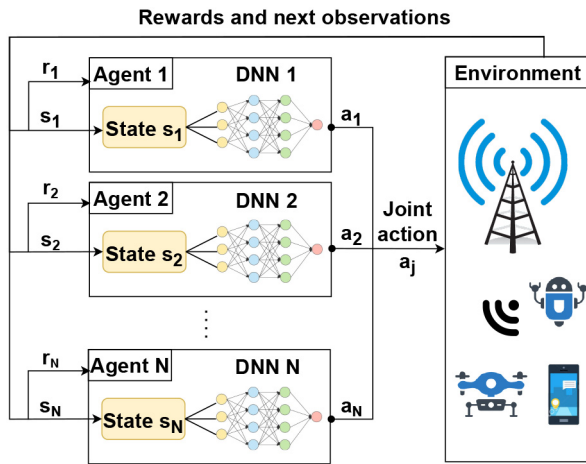 Rewards and next observations
r1
Agent 1
DNN 1
s1
State s1
a1
r2
Agent 2
DNN 2
s2
State s2
a2
rN
Agent N
DNN N
sN
State sN
aN
Joint
action
aj
Environment